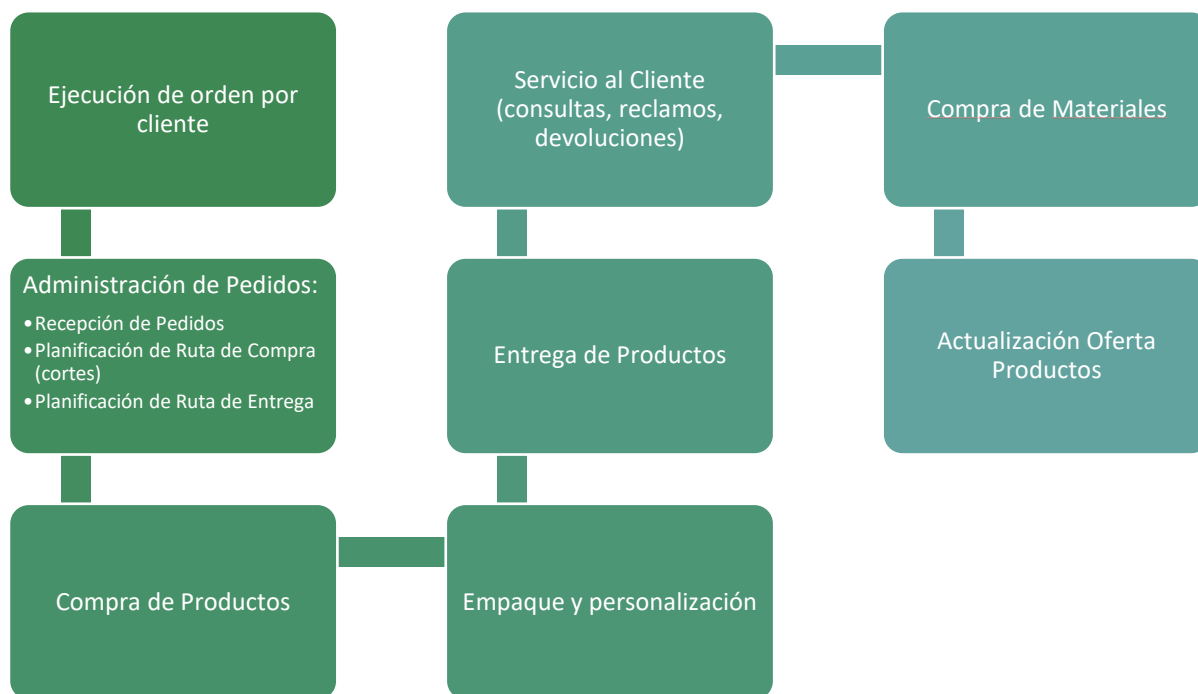 Ejecución de orden por
cliente
Administración de Pedidos:
•Recepción de Pedidos
•Planificación de Ruta de Compra
(cortes)
•Planificación de Ruta de Entrega
Compra de Productos
Empaque y personalización
Entrega de Productos
Servicio al Cliente
(consultas, reclamos,
devoluciones)
Compra de Materiales
Actualización Oferta
Productos